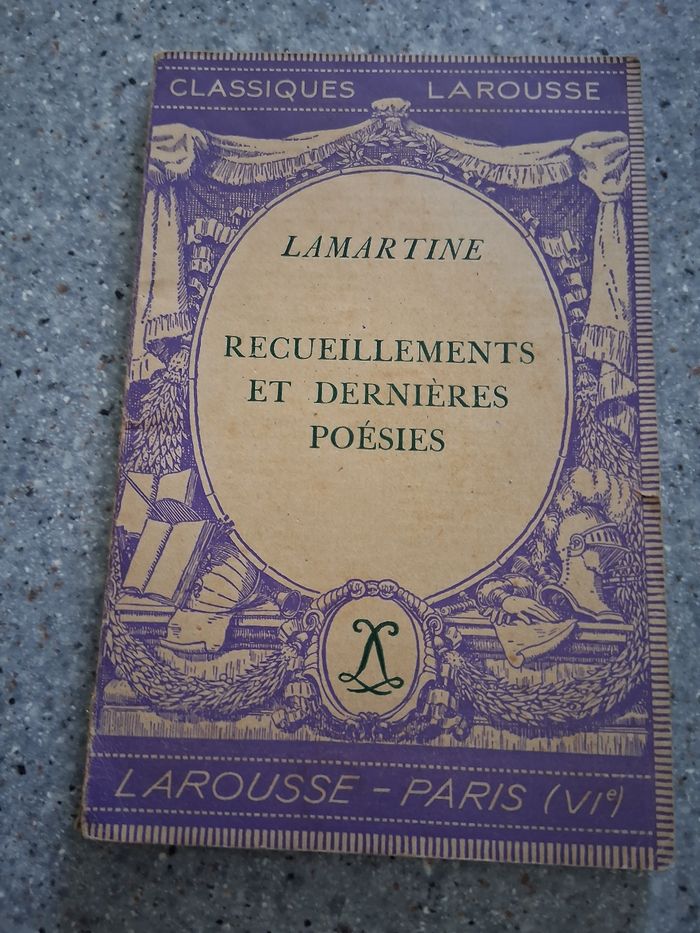 CLASSIQUES LAROUSSE
LAMARTINE
RECUEILLEMENTS
ET DERNIÈRES
POÉSIES
LAROUSSE - PARIS (VIe)